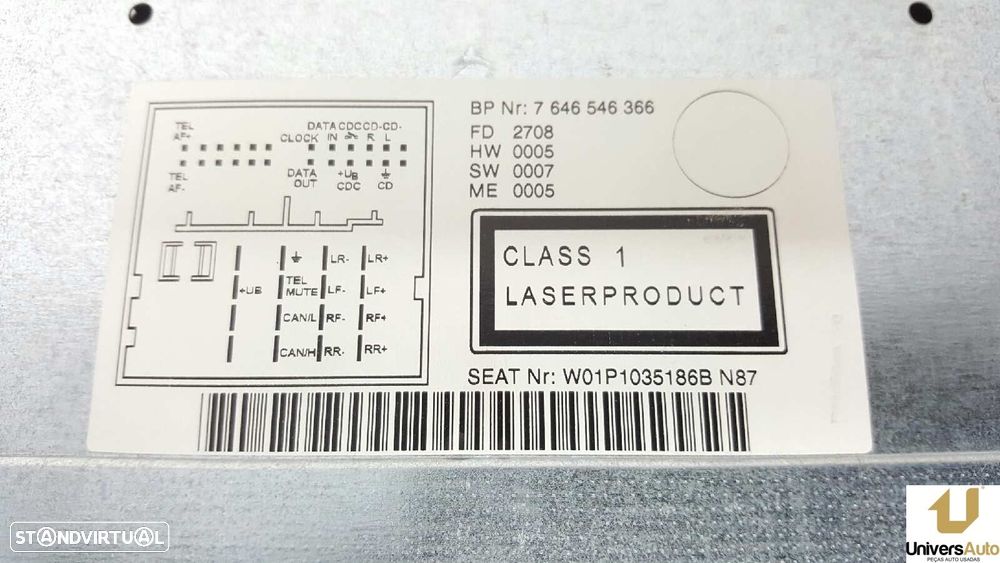 BP Nr: 7 646 546 366
FD 2708
HW 0005
SW 0007
ME 0005
CLASS 1
LASERPRODUCT
SEAT Nr: W01P1035186B N87
TEL
AF+
DATA CDC CD- CD-
CLOCK IN R L
TEL
AF-
DATA
OUT
+UB
CDC
CD
LR- LR+
+UB
TEL
MUTE
LF- LF+
CAN/L RF- RF+
CAN/H RR- RR+
STANDVIRTUAL
UniversAuto
PEÇAS AUTO USADAS